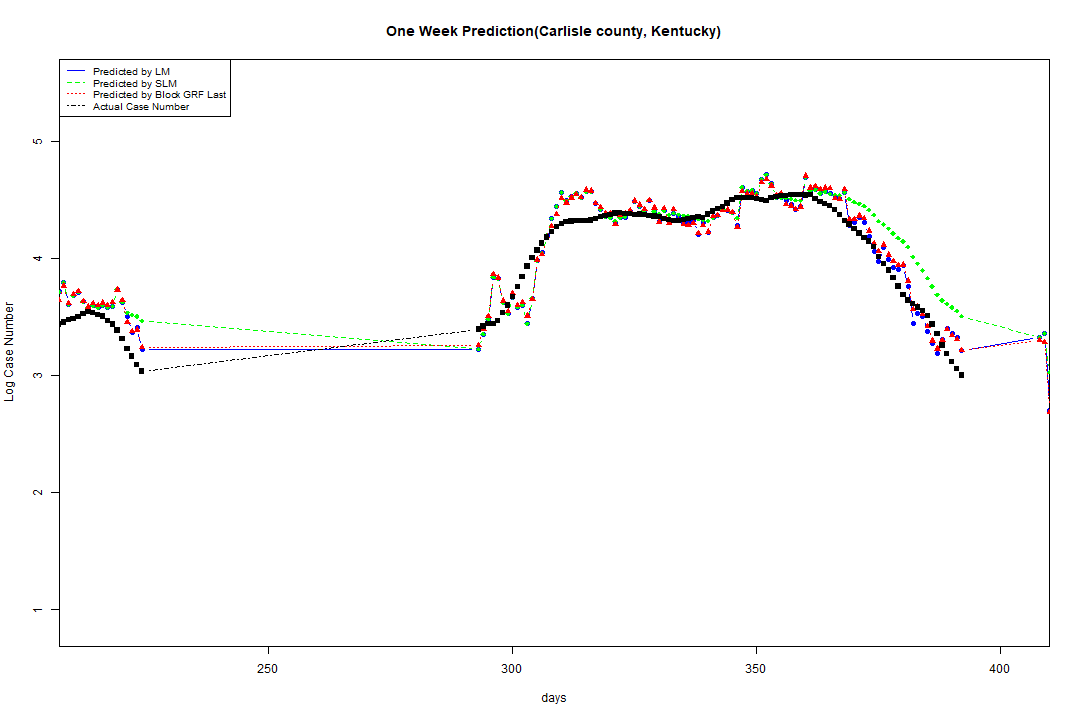 One Week Prediction(Carlisle county, Kentucky)
Predicted by LM
Predicted by SLM
Predicted by Block GRF Last
Actual Case Number
5
4
3
2
1
Log Case Number
250 300 350 400
days